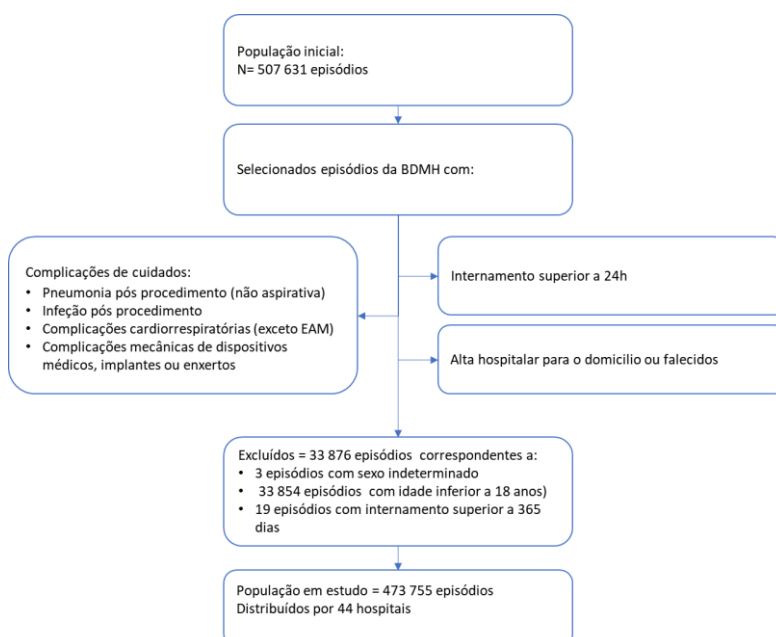 População inicial:
N= 507 631 episódios
Selecionados episódios da BDMH com:
Complicações de cuidados:
• Pneumonia pós procedimento (não aspirativa)
• Infeção pós procedimento
• Complicações cardiorrespiratórias (exceto EAM)
• Complicações mecânicas de dispositivos
médicos, implantes ou enxertos
Internamento superior a 24h
Alta hospitalar para o domicilio ou falecidos
Excluídos = 33 876 episódios correspondentes a:
• 3 episódios com sexo indeterminado
• 33 854 episódios com idade inferior a 18 anos)
• 19 episódios com internamento superior a 365
dias
População em estudo = 473 755 episódios
Distribuídos por 44 hospitais